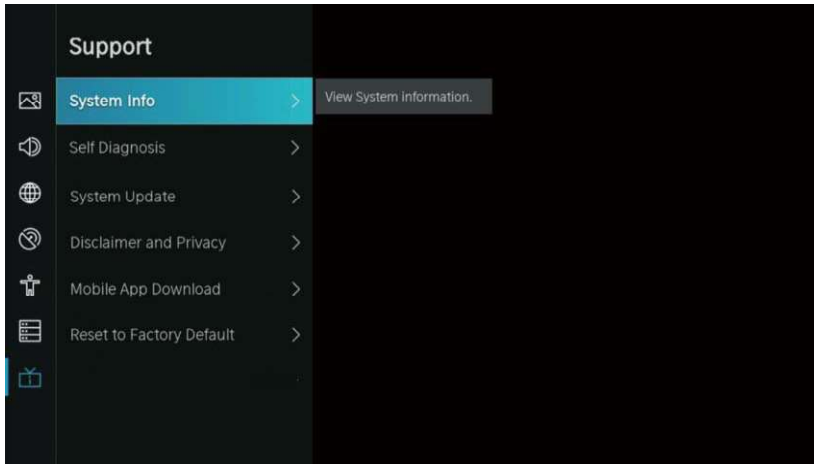 Support
System Info
View System information.
Self Diagnosis
System Update
Disclaimer and Privacy
Mobile App Download
Reset to Factory Default